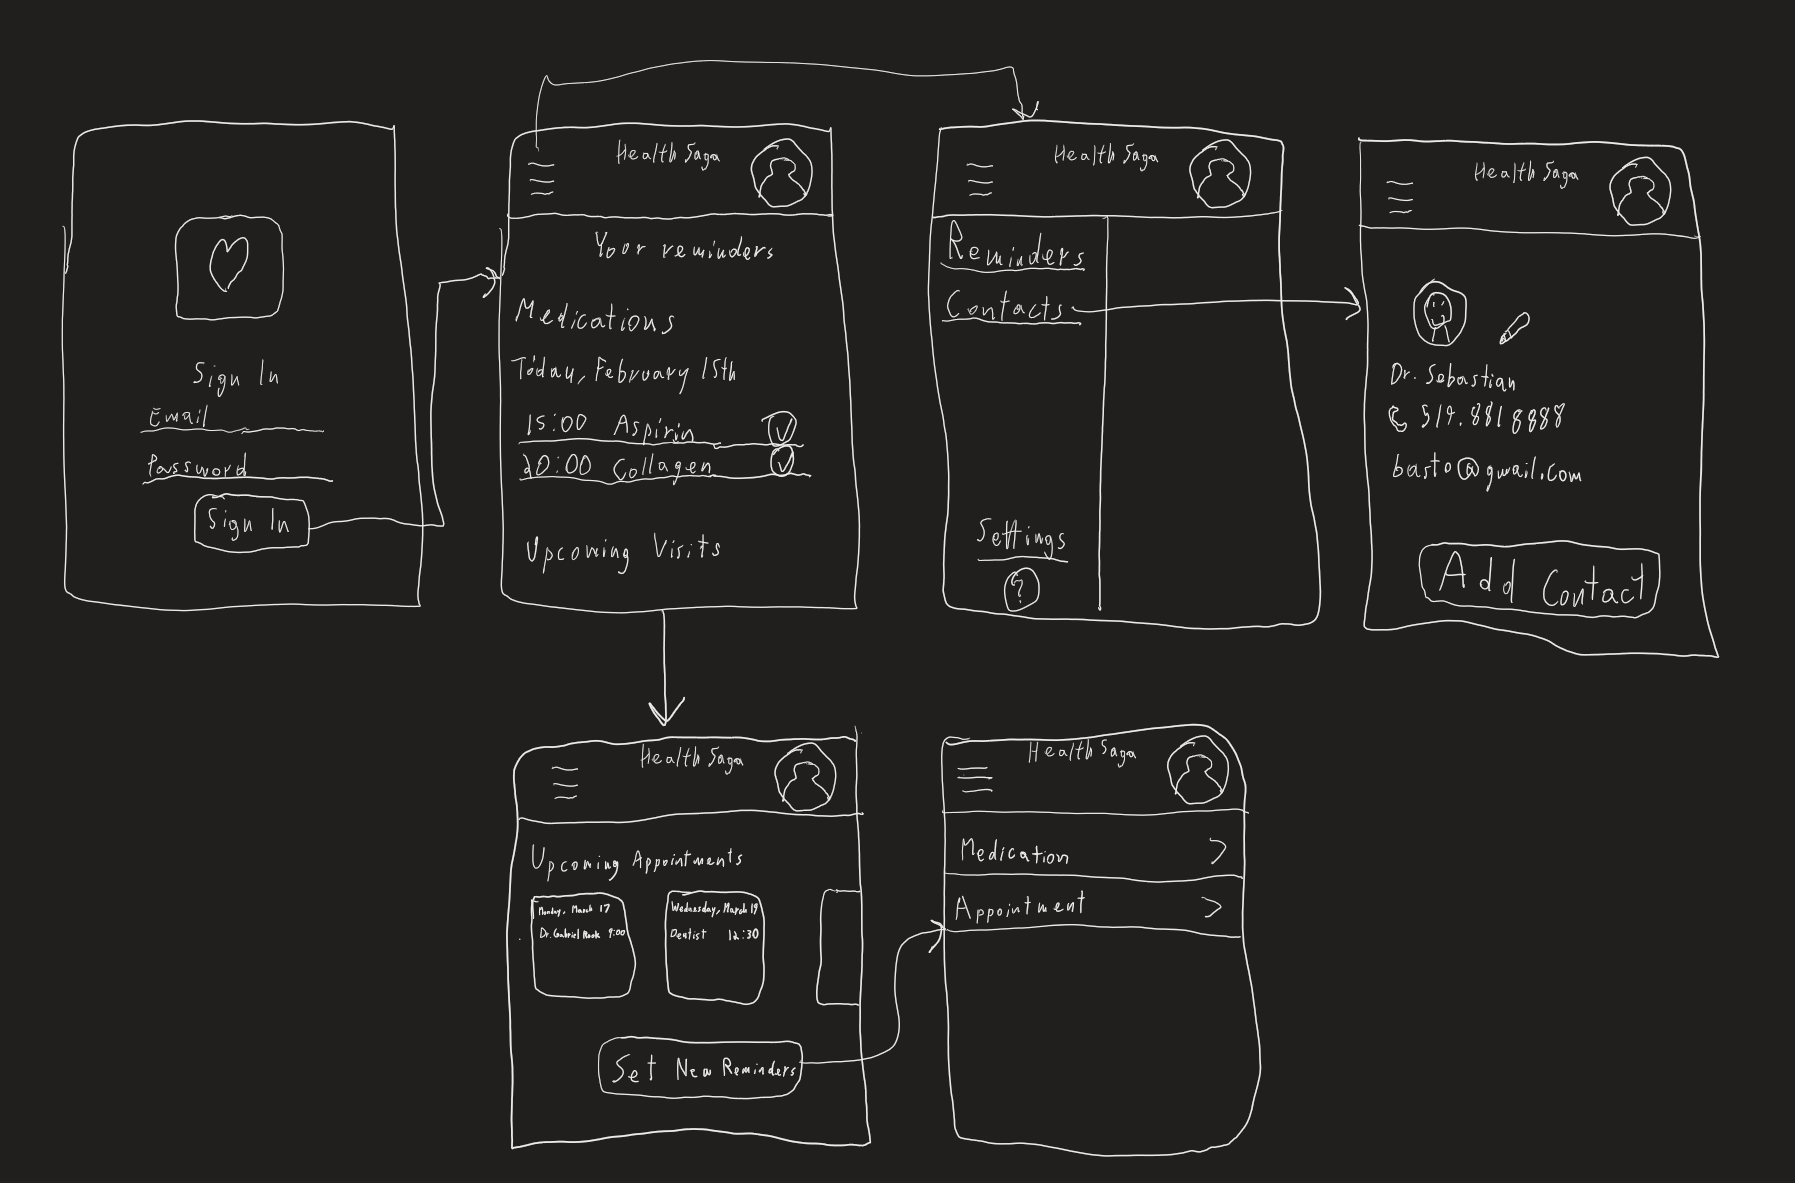 Sign In
Email
Password
Sign In
Health Saga
Your reminders
Medications
Today, February 15th
15:00 Aspirin
20:00 Collagen
Upcoming Visits
Health Saga
Reminders
Contacts
Settings
?
Health Saga
Dr. Sebastian
519.881 8888
basto@gmail.com
Add Contact
Health Saga
Upcoming Appointments
Monday, March 17
Dr. Gabriel 9:00
Wednesday, March 19
Dentist 12:30
Set New Reminders
Health Saga
Medication
Appointment